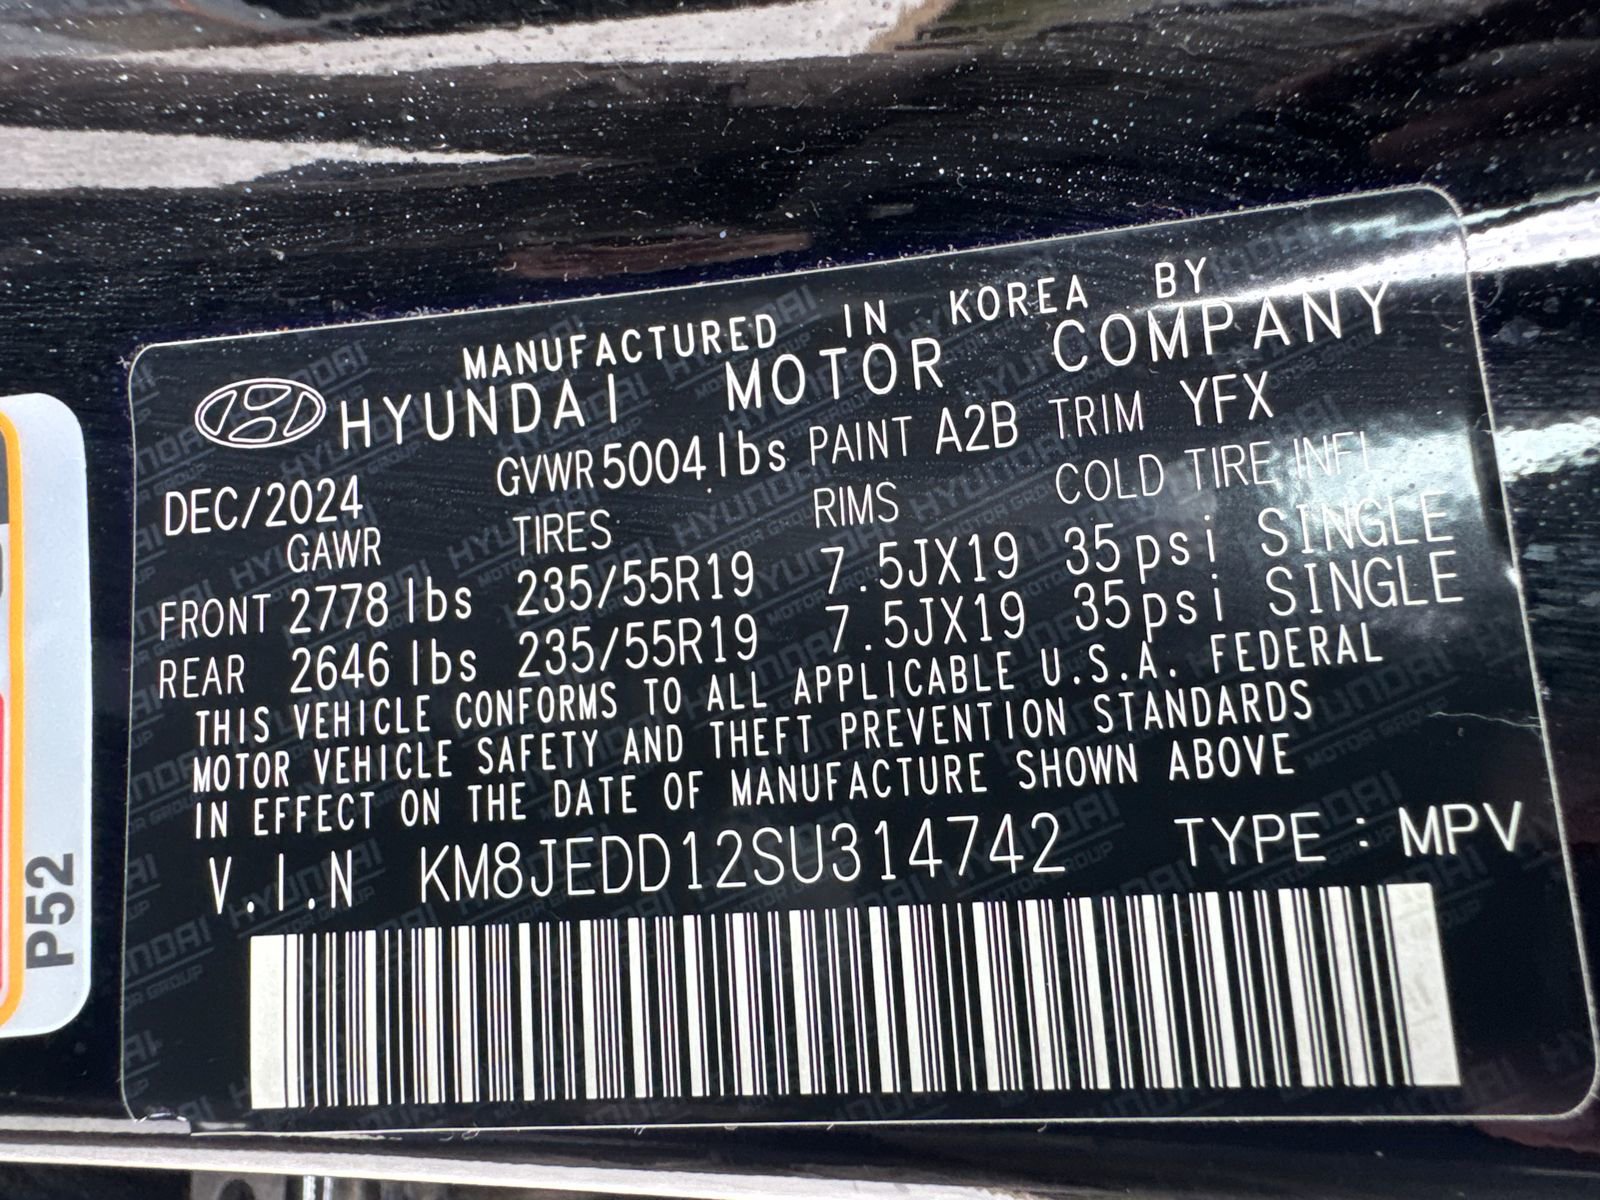 MANUFACTURED IN KOREA BY
HYUNDAI MOTOR COMPANY
DEC/2024 GVWR 5004 lbs PAINT A2B TRIM YFX
GAWR TIRES RIMS COLD TIRE INFL
FRONT 2778 lbs 235/55R19 7.5JX19 35psi SINGLE
REAR 2646 lbs 235/55R19 7.5JX19 35psi SINGLE
THIS VEHICLE CONFORMS TO ALL APPLICABLE U.S.A. FEDERAL
MOTOR VEHICLE SAFETY AND THEFT PREVENTION STANDARDS
IN EFFECT ON THE DATE OF MANUFACTURE SHOWN ABOVE
V.I.N KM8JEDD12SU314742 TYPE : MPV
P52